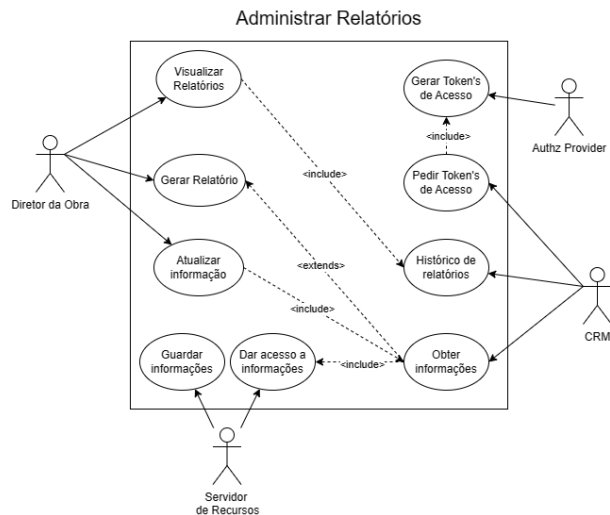 Administrar Relatórios
Visualizar
Relatórios
Gerar Token's
de Acesso
<include>
Authz Provider
Diretor da Obra
Gerar Relatório
<include>
Pedir Token's
de Acesso
Atualizar
informação
<extends>
Histórico de
relatórios
<include>
CRM
Guardar
informações
Dar acesso a
informações
<include>
Obter
informações
Servidor
de Recursos